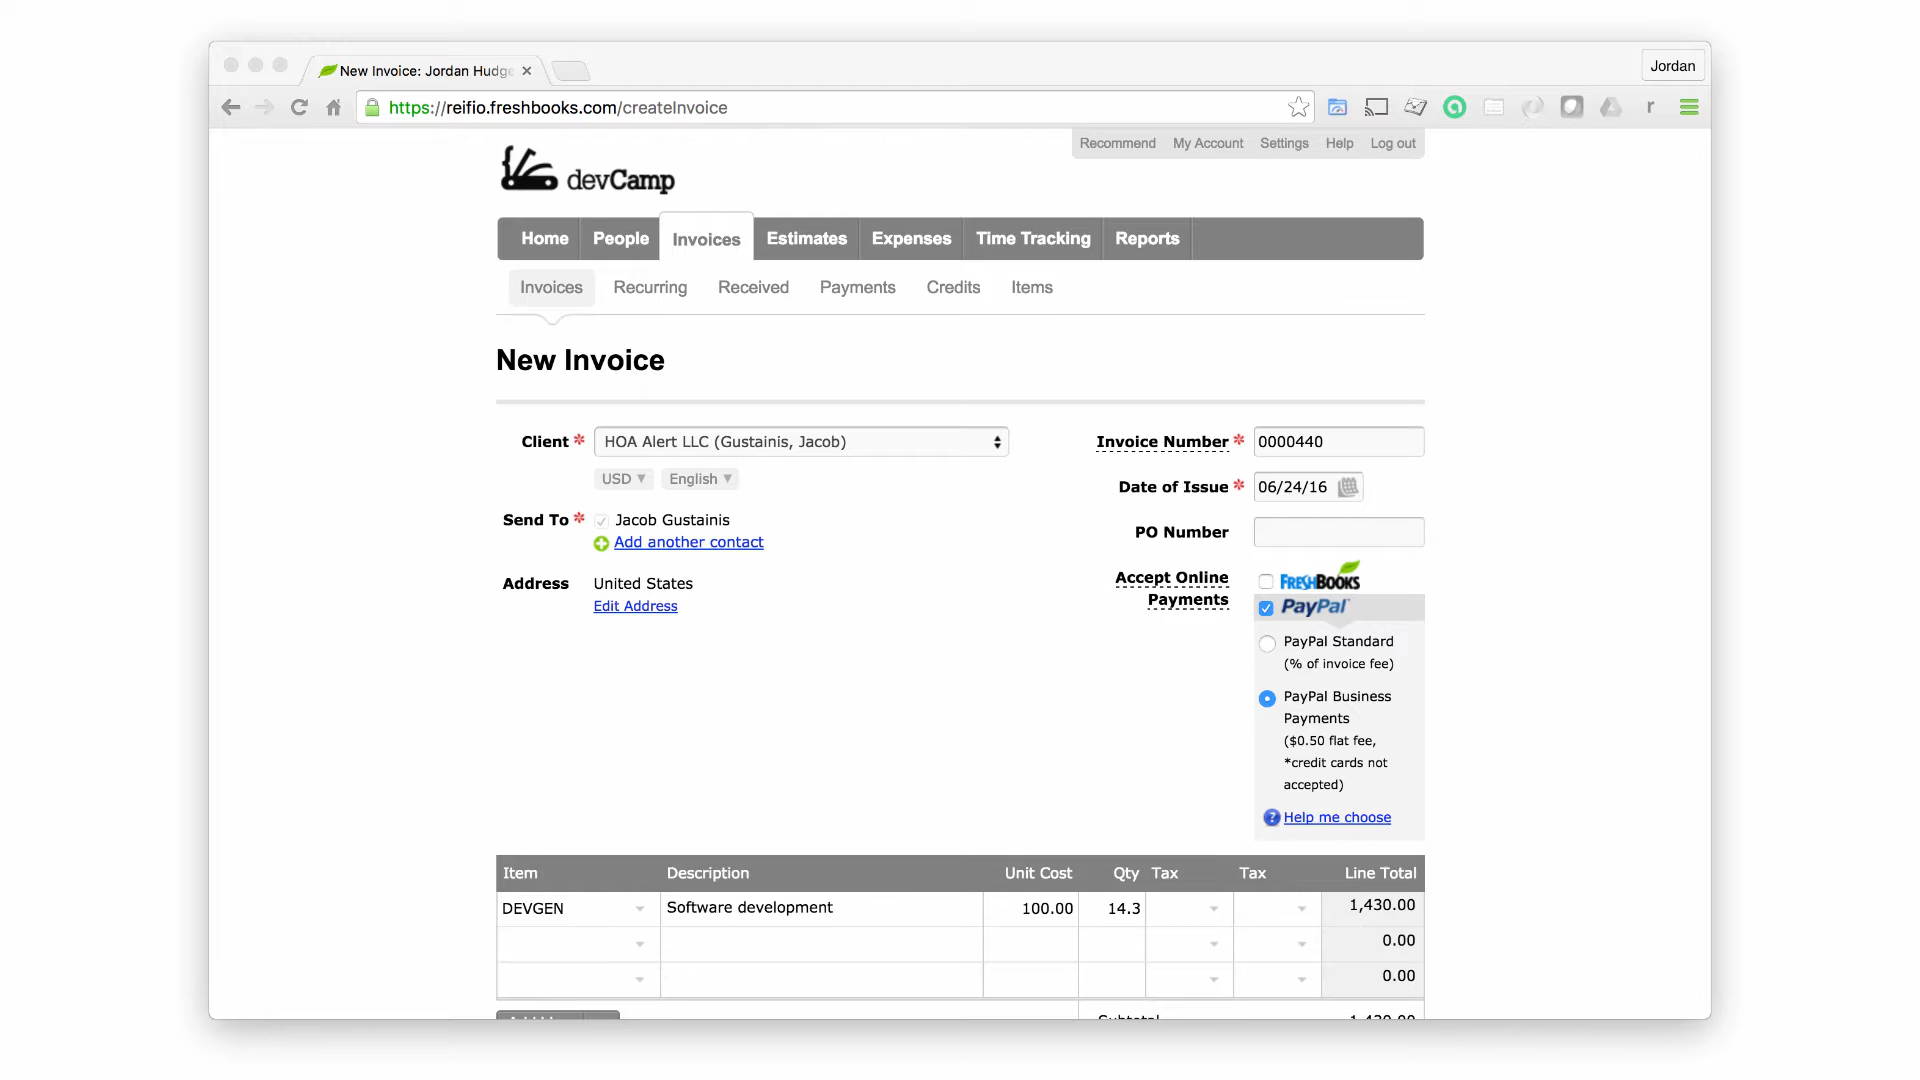 New Invoice: Jordan Hudg
Jordan
https://reifio.freshbooks.com/createInvoice
r
Recommend My Account Settings Help Log out
devCamp
Home People Invoices Estimates Expenses Time Tracking Reports
Invoices Recurring Received Payments Credits Items
New Invoice
Client * HOA Alert LLC (Gustainis, Jacob)
Invoice Number * 0000440
USD English
Date of Issue * 06/24/16
Send To * Jacob Gustainis
Add another contact
PO Number
Address United States
Edit Address
Accept Online
Payments
FRESHBOOKS
PayPal
PayPal Standard
(% of invoice fee)
PayPal Business
Payments
($0.50 flat fee,
*credit cards not
accepted)
? Help me choose
Item Description Unit Cost Qty Tax Tax Line Total
DEVGEN Software development 100.00 14.3 1,430.00
0.00
0.00
Subtotal 1,430.00